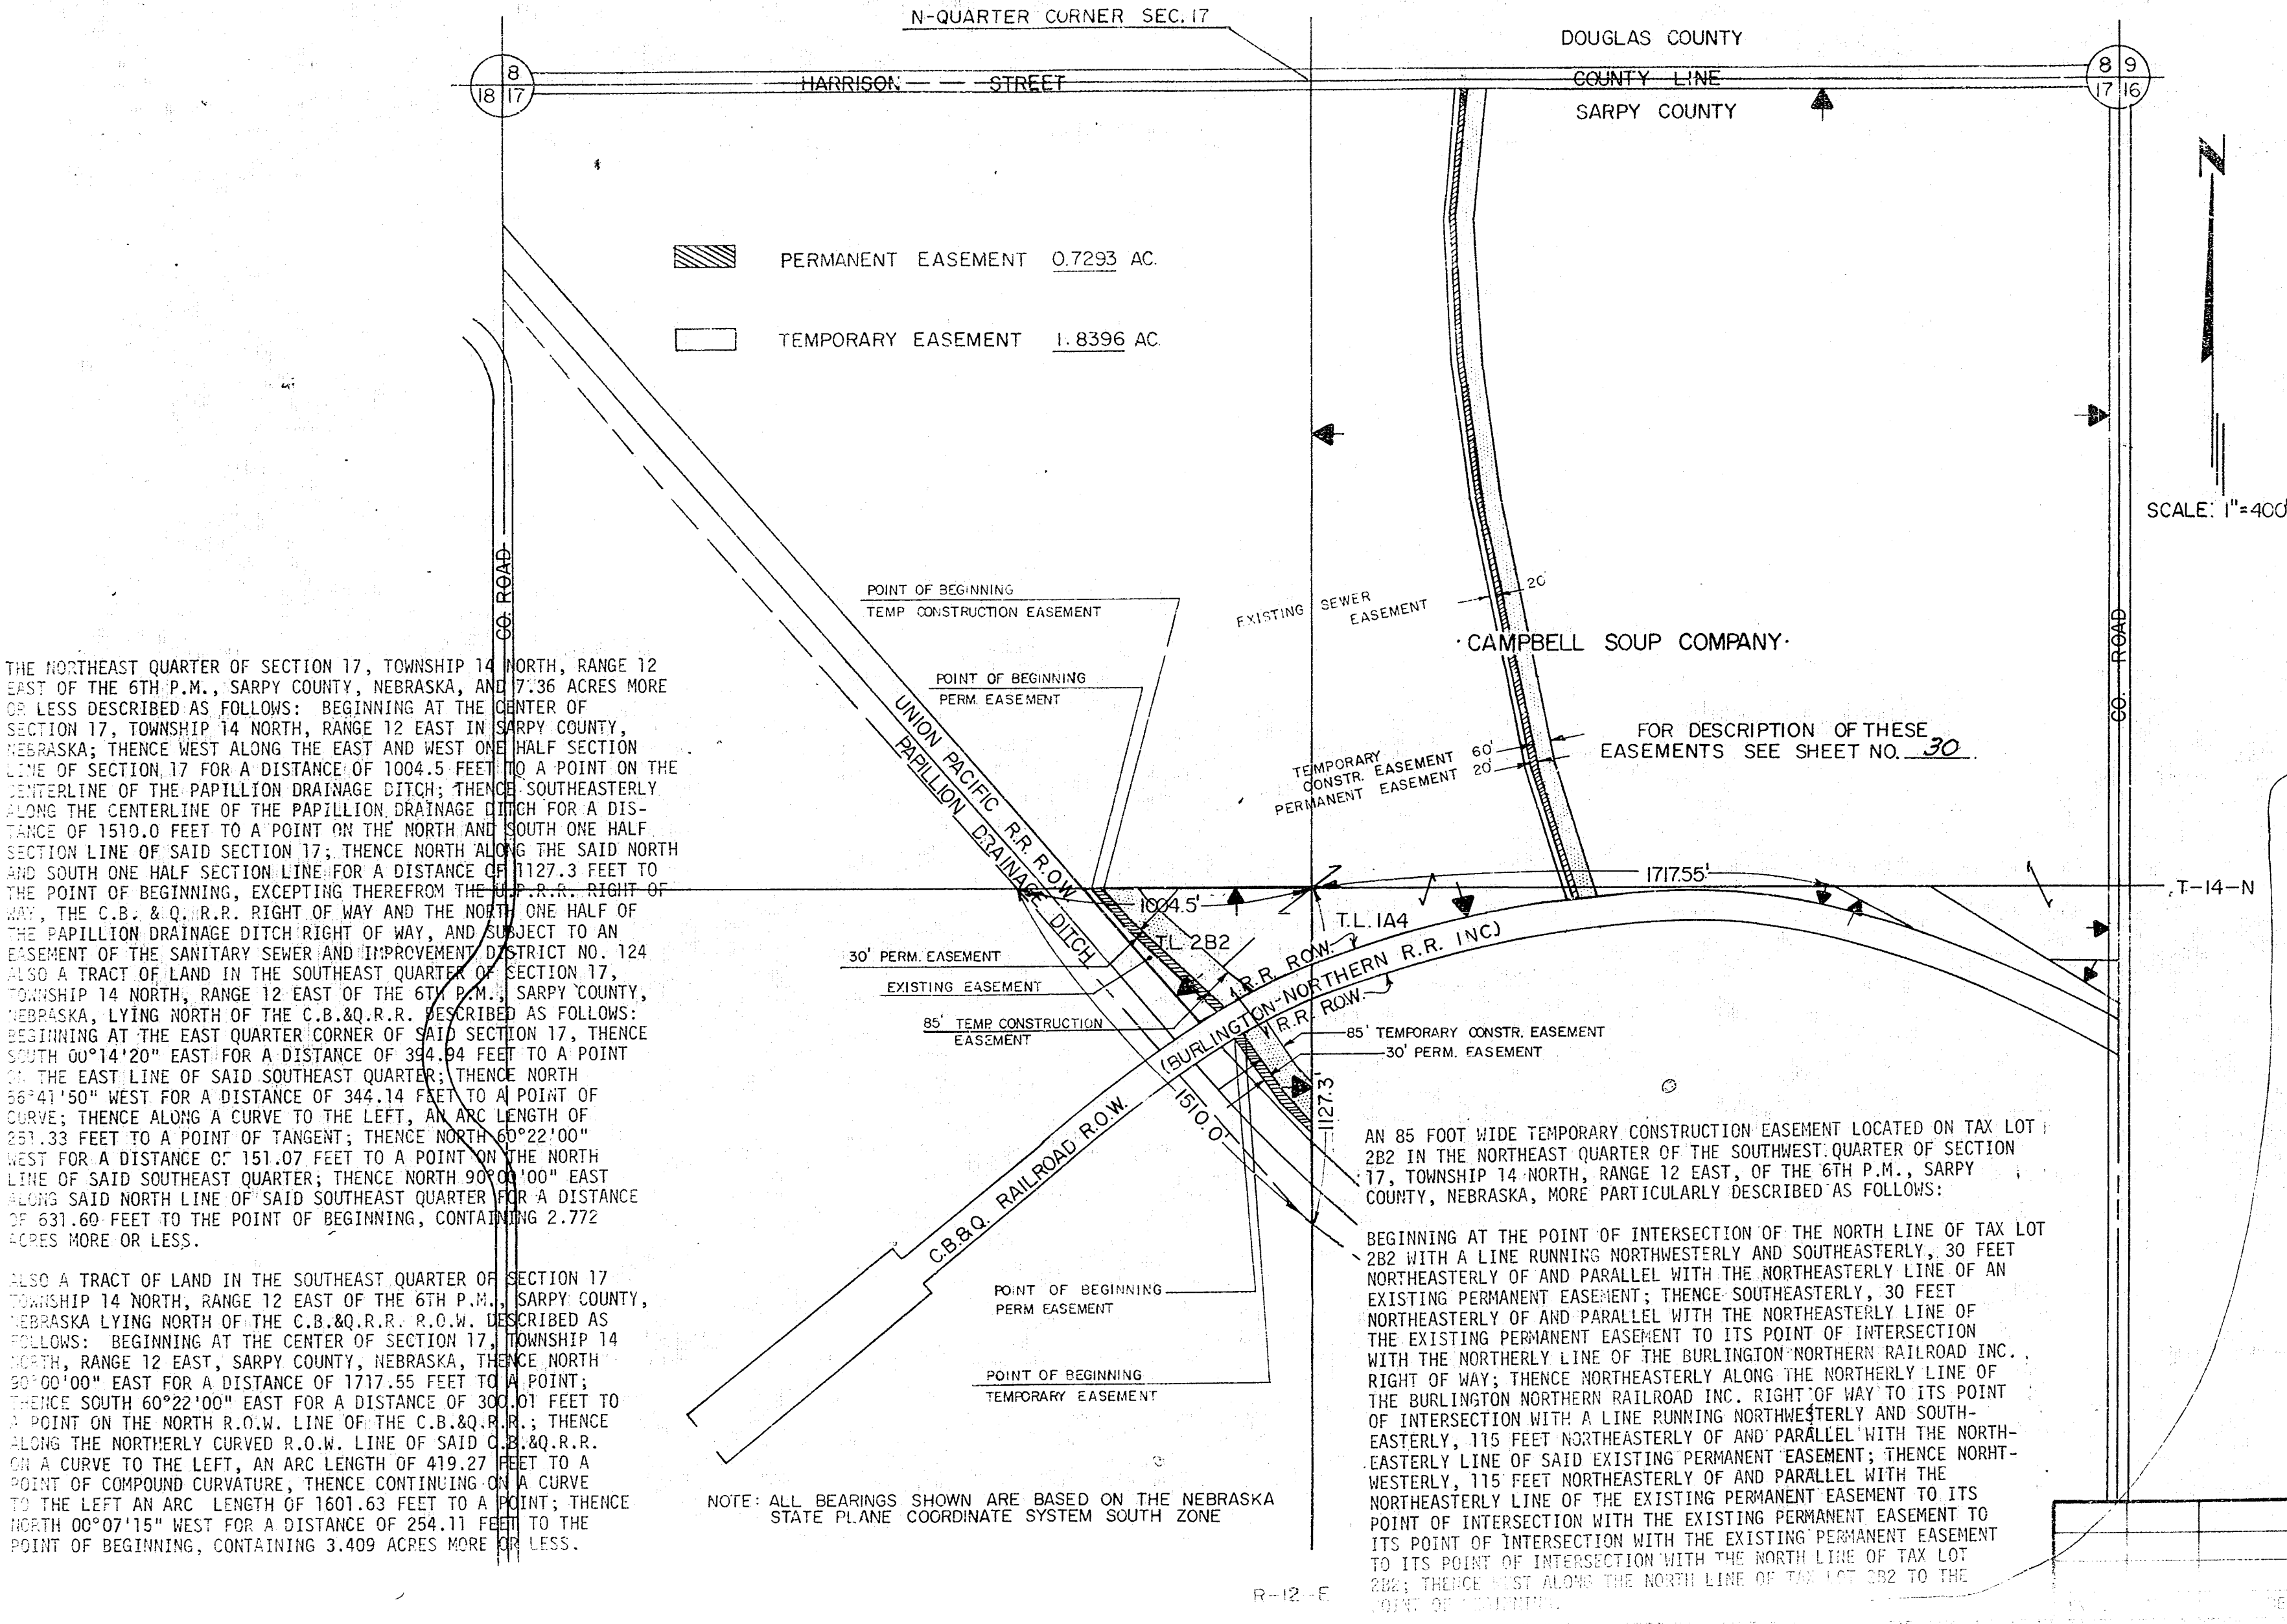 N-QUARTER CORNER SEC. 17
DOUGLAS COUNTY
8
18 17
HARRISON STREET
COUNTY LINE
8 9
17 16
SARPY COUNTY
N
SCALE: 1"=400'
PERMANENT EASEMENT 0.7293 AC.
TEMPORARY EASEMENT 1.8396 AC.
CO. ROAD
CO. ROAD
POINT OF BEGINNING
TEMP CONSTRUCTION EASEMENT
POINT OF BEGINNING
PERM. EASEMENT
EXISTING SEWER
EASEMENT
20'
CAMPBELL SOUP COMPANY
FOR DESCRIPTION OF THESE
EASEMENTS SEE SHEET NO. 30.
TEMPORARY
CONSTR. EASEMENT 60'
PERMANENT EASEMENT 20'
UNION PACIFIC R.R. R.O.W.
PAPILLION DRAINAGE DITCH
1717.55'
T-14-N
1004.5'
T.L. 1A4
T.L. 2B2
30' PERM. EASEMENT
EXISTING EASEMENT
85' TEMP CONSTRUCTION
EASEMENT
R.R. ROW.
(BURLINGTON-NORTHERN R.R. INC)
R.R. ROW.
85' TEMPORARY CONSTR. EASEMENT
30' PERM. EASEMENT
1127.3'
1510.0'
C.B.&Q. RAILROAD R.O.W.
POINT OF BEGINNING
PERM EASEMENT
POINT OF BEGINNING
TEMPORARY EASEMENT
NOTE: ALL BEARINGS SHOWN ARE BASED ON THE NEBRASKA
STATE PLANE COORDINATE SYSTEM SOUTH ZONE
R-12-E
THE NORTHEAST QUARTER OF SECTION 17, TOWNSHIP 14 NORTH, RANGE 12
EAST OF THE 6TH P.M., SARPY COUNTY, NEBRASKA, AND 7.36 ACRES MORE
OR LESS DESCRIBED AS FOLLOWS: BEGINNING AT THE CENTER OF
SECTION 17, TOWNSHIP 14 NORTH, RANGE 12 EAST IN SARPY COUNTY,
NEBRASKA; THENCE WEST ALONG THE EAST AND WEST ONE HALF SECTION
LINE OF SECTION 17 FOR A DISTANCE OF 1004.5 FEET TO A POINT ON THE
CENTERLINE OF THE PAPILLION DRAINAGE DITCH; THENCE SOUTHEASTERLY
ALONG THE CENTERLINE OF THE PAPILLION DRAINAGE DITCH FOR A DIS-
TANCE OF 1510.0 FEET TO A POINT ON THE NORTH AND SOUTH ONE HALF
SECTION LINE OF SAID SECTION 17; THENCE NORTH ALONG THE SAID NORTH
AND SOUTH ONE HALF SECTION LINE FOR A DISTANCE OF 1127.3 FEET TO
THE POINT OF BEGINNING, EXCEPTING THEREFROM THE U.P.R.R. RIGHT OF
WAY, THE C.B. & Q. R.R. RIGHT OF WAY AND THE NORTH ONE HALF OF
THE PAPILLION DRAINAGE DITCH RIGHT OF WAY, AND SUBJECT TO AN
EASEMENT OF THE SANITARY SEWER AND IMPROVEMENT DISTRICT NO. 124
ALSO A TRACT OF LAND IN THE SOUTHEAST QUARTER OF SECTION 17,
TOWNSHIP 14 NORTH, RANGE 12 EAST OF THE 6TH P.M., SARPY COUNTY,
NEBRASKA, LYING NORTH OF THE C.B.&Q.R.R. DESCRIBED AS FOLLOWS:
BEGINNING AT THE EAST QUARTER CORNER OF SAID SECTION 17, THENCE
SOUTH 00°14'20" EAST FOR A DISTANCE OF 394.94 FEET TO A POINT
ON THE EAST LINE OF SAID SOUTHEAST QUARTER; THENCE NORTH
56°41'50" WEST FOR A DISTANCE OF 344.14 FEET TO A POINT OF
CURVE; THENCE ALONG A CURVE TO THE LEFT, AN ARC LENGTH OF
251.33 FEET TO A POINT OF TANGENT; THENCE NORTH 60°22'00"
WEST FOR A DISTANCE OF 151.07 FEET TO A POINT ON THE NORTH
LINE OF SAID SOUTHEAST QUARTER; THENCE NORTH 90°00'00" EAST
ALONG SAID NORTH LINE OF SAID SOUTHEAST QUARTER FOR A DISTANCE
OF 631.60 FEET TO THE POINT OF BEGINNING, CONTAINING 2.772
ACRES MORE OR LESS.
ALSO A TRACT OF LAND IN THE SOUTHEAST QUARTER OF SECTION 17
TOWNSHIP 14 NORTH, RANGE 12 EAST OF THE 6TH P.M., SARPY COUNTY,
NEBRASKA LYING NORTH OF THE C.B.&Q.R.R. R.O.W. DESCRIBED AS
FOLLOWS: BEGINNING AT THE CENTER OF SECTION 17, TOWNSHIP 14
NORTH, RANGE 12 EAST, SARPY COUNTY, NEBRASKA, THENCE NORTH
90°00'00" EAST FOR A DISTANCE OF 1717.55 FEET TO A POINT;
THENCE SOUTH 60°22'00" EAST FOR A DISTANCE OF 300.01 FEET TO
A POINT ON THE NORTH R.O.W. LINE OF THE C.B.&Q.R.R.; THENCE
ALONG THE NORTHERLY CURVED R.O.W. LINE OF SAID C.B.&Q.R.R.
ON A CURVE TO THE LEFT, AN ARC LENGTH OF 419.27 FEET TO A
POINT OF COMPOUND CURVATURE, THENCE CONTINUING ON A CURVE
TO THE LEFT AN ARC LENGTH OF 1601.63 FEET TO A POINT; THENCE
NORTH 00°07'15" WEST FOR A DISTANCE OF 254.11 FEET TO THE
POINT OF BEGINNING, CONTAINING 3.409 ACRES MORE OR LESS.
AN 85 FOOT WIDE TEMPORARY CONSTRUCTION EASEMENT LOCATED ON TAX LOT
2B2 IN THE NORTHEAST QUARTER OF THE SOUTHWEST QUARTER OF SECTION
17, TOWNSHIP 14 NORTH, RANGE 12 EAST, OF THE 6TH P.M., SARPY
COUNTY, NEBRASKA, MORE PARTICULARLY DESCRIBED AS FOLLOWS:
BEGINNING AT THE POINT OF INTERSECTION OF THE NORTH LINE OF TAX LOT
2B2 WITH A LINE RUNNING NORTHWESTERLY AND SOUTHEASTERLY, 30 FEET
NORTHEASTERLY OF AND PARALLEL WITH THE NORTHEASTERLY LINE OF AN
EXISTING PERMANENT EASEMENT; THENCE SOUTHEASTERLY, 30 FEET
NORTHEASTERLY OF AND PARALLEL WITH THE NORTHEASTERLY LINE OF
THE EXISTING PERMANENT EASEMENT TO ITS POINT OF INTERSECTION
WITH THE NORTHERLY LINE OF THE BURLINGTON NORTHERN RAILROAD INC.
RIGHT OF WAY; THENCE NORTHEASTERLY ALONG THE NORTHERLY LINE OF
THE BURLINGTON NORTHERN RAILROAD INC. RIGHT OF WAY TO ITS POINT
OF INTERSECTION WITH A LINE RUNNING NORTHWESTERLY AND SOUTH-
EASTERLY, 115 FEET NORTHEASTERLY OF AND PARALLEL WITH THE NORTH-
EASTERLY LINE OF SAID EXISTING PERMANENT EASEMENT; THENCE NORHT-
WESTERLY, 115 FEET NORTHEASTERLY OF AND PARALLEL WITH THE
NORTHEASTERLY LINE OF THE EXISTING PERMANENT EASEMENT TO ITS
POINT OF INTERSECTION WITH THE EXISTING PERMANENT EASEMENT TO
ITS POINT OF INTERSECTION WITH THE EXISTING PERMANENT EASEMENT
TO ITS POINT OF INTERSECTION WITH THE NORTH LINE OF TAX LOT
2B2; THENCE WEST ALONG THE NORTH LINE OF TAX LOT 2B2 TO THE
POINT OF BEGINNING.